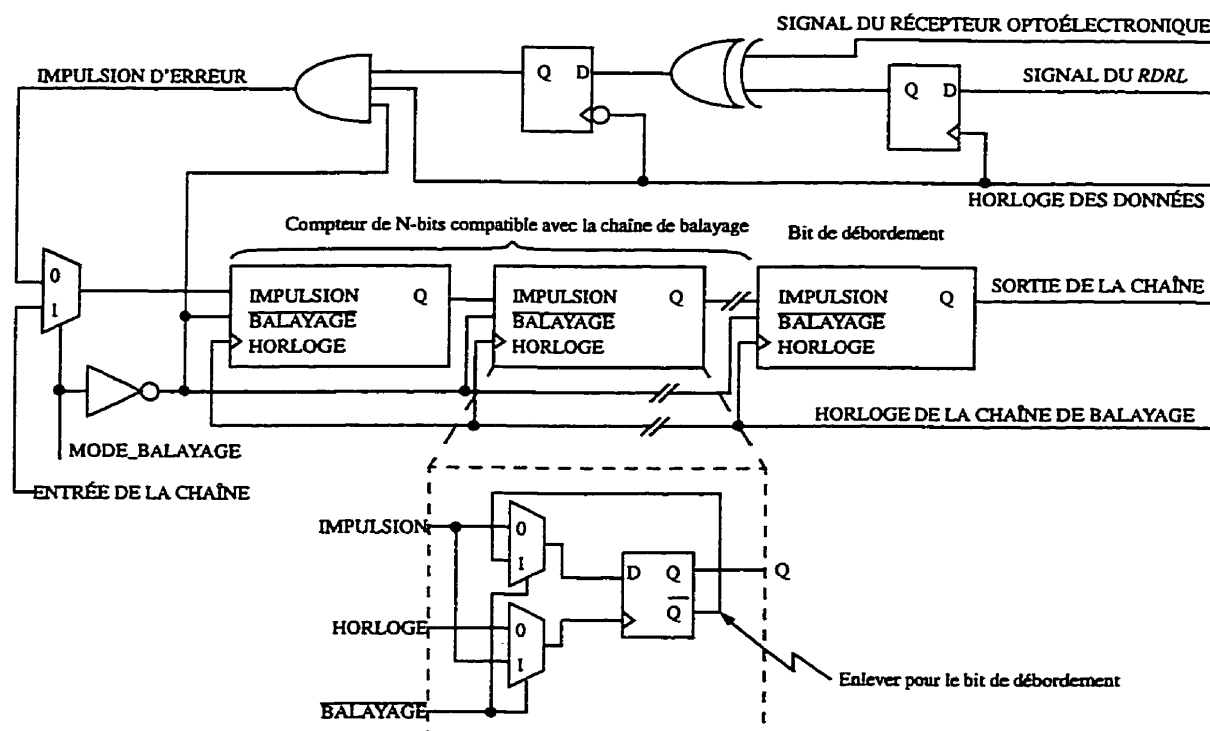 SIGNAL DU RÉCEPTEUR OPTOÉLECTRONIQUE
IMPULSION D'ERREUR
Q D
Q D
SIGNAL DU RDRL
HORLOGE DES DONNÉES
Compteur de N-bits compatible avec la chaîne de balayage
Bit de débordement
0
1
IMPULSION Q
BALAYAGE
HORLOGE
IMPULSION Q
BALAYAGE
HORLOGE
IMPULSION Q
BALAYAGE
HORLOGE
SORTIE DE LA CHAÎNE
HORLOGE DE LA CHAÎNE DE BALAYAGE
MODE_BALAYAGE
ENTRÉE DE LA CHAÎNE
IMPULSION
0
1
D Q
Q
Q
HORLOGE
0
1
BALAYAGE
Enlever pour le bit de débordement